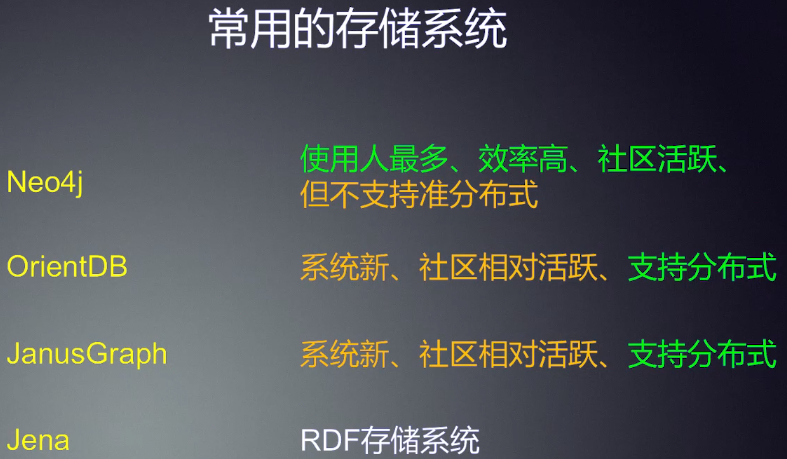 常用的存储系统
Neo4j
使用人最多、效率高、社区活跃、
但不支持准分布式
OrientDB
系统新、社区相对活跃、支持分布式
JanusGraph
系统新、社区相对活跃、支持分布式
Jena
RDF存储系统